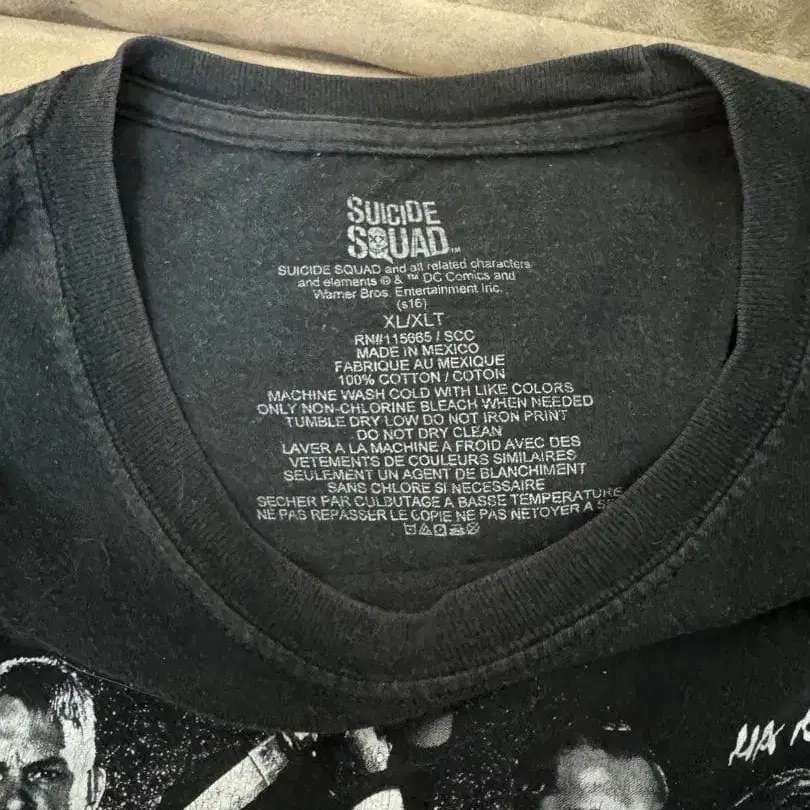 SUICIDE
SQUAD™
SUICIDE SQUAD and all related characters
and elements © & ™ DC Comics and
Warner Bros. Entertainment Inc.
(s16)
XL/XLT
RN#115665 / SCC
MADE IN MEXICO
FABRIQUE AU MEXIQUE
100% COTTON / COTON
MACHINE WASH COLD WITH LIKE COLORS
ONLY NON-CHLORINE BLEACH WHEN NEEDED
TUMBLE DRY LOW DO NOT IRON PRINT
DO NOT DRY CLEAN
LAVER A LA MACHINE A FROID AVEC DES
VETEMENTS DE COULEURS SIMILAIRES
SEULEMENT UN AGENT DE BLANCHIMENT
SANS CHLORE SI NECESSAIRE
SECHER PAR CULBUTAGE A BASSE TEMPERATURE
NE PAS REPASSER LE COPIE NE PAS NETOYER A
HA